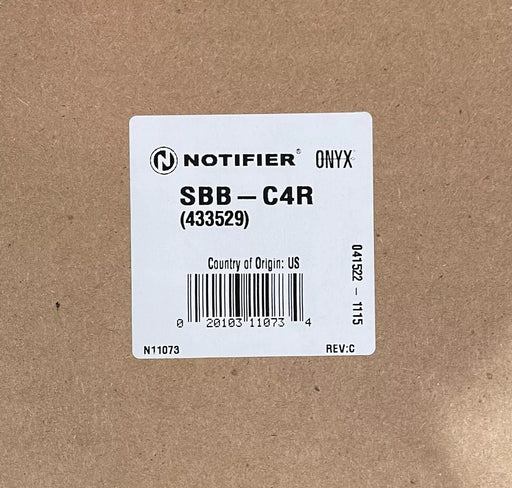 NOTIFIER® ONYX
SBB – C4R
(433529)
Country of Origin: US
0 20103 11073 4
N11073
REV:C
041522 - 1115